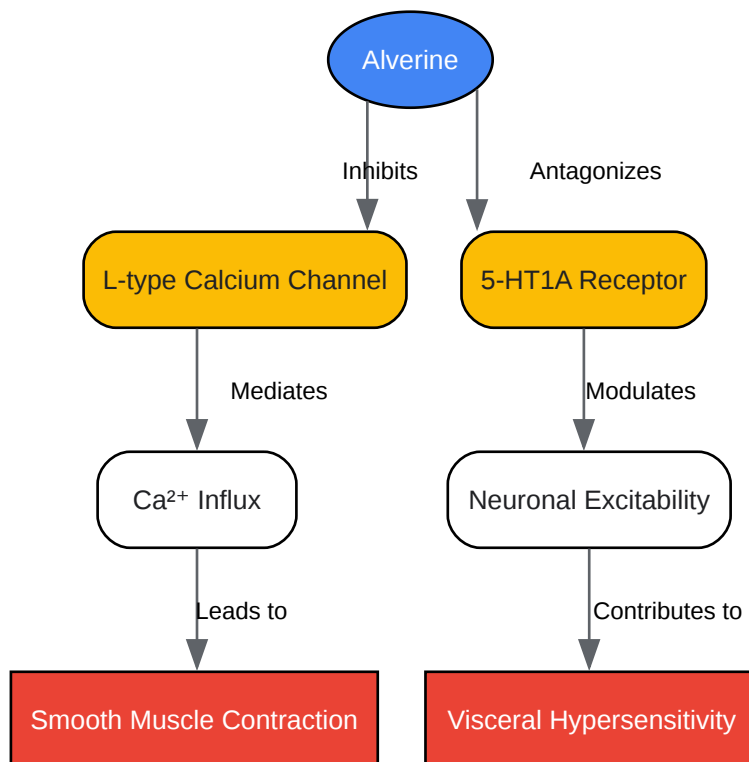 Alverine
Inhibits
Antagonizes
L-type Calcium Channel
5-HT1A Receptor
Mediates
Modulates
Ca²⁺ Influx
Neuronal Excitability
Leads to
Contributes to
Smooth Muscle Contraction
Visceral Hypersensitivity